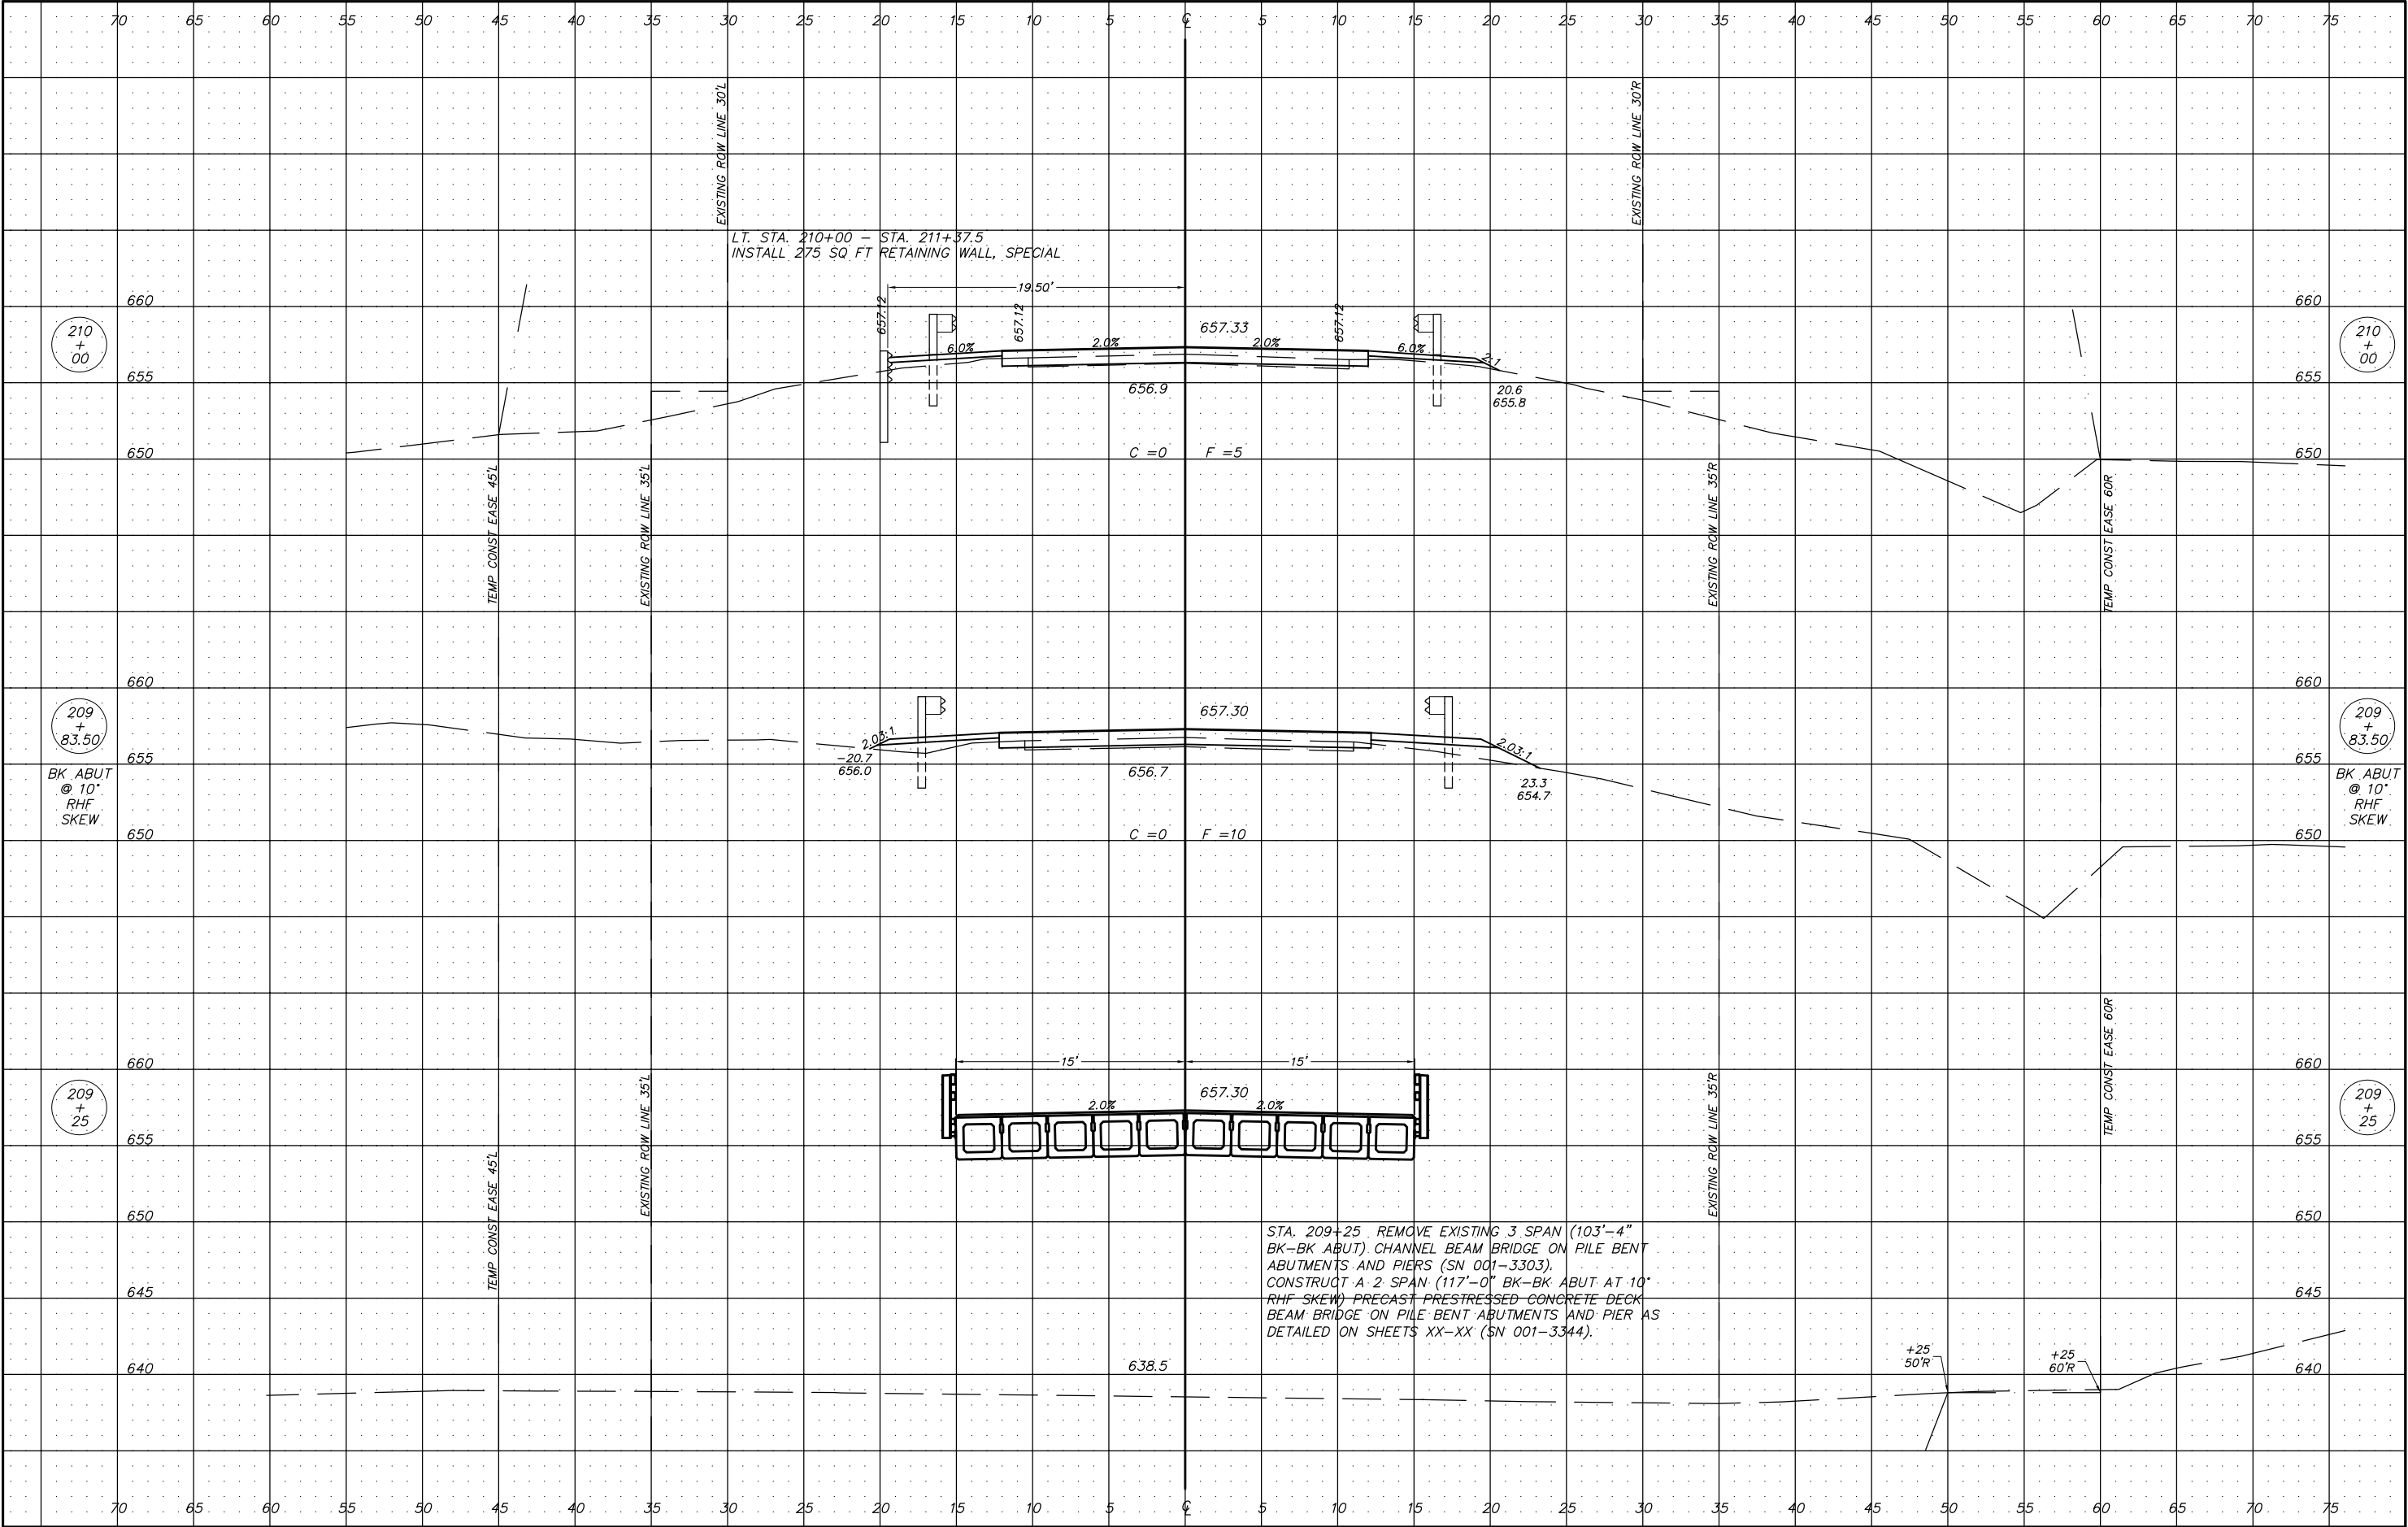 70 65 60 55 50 45 40 35 30 25 20 15 10 5 ℄ 5 10 15 20 25 30 35 40 45 50 55 60 65 70 75
EXISTING ROW LINE 30'L
EXISTING ROW LINE 30'R
LT. STA. 210+00 – STA. 211+37.5
INSTALL 275 SQ FT RETAINING WALL, SPECIAL
19.50'
660
660
210
+
00
657.12
657.12
657.33
657.12
210
+
00
6.0%
2.0%
2.0%
6.0%
2:1
655
655
656.9
20.6
655.8
650
C =0 F =5
650
TEMP CONST EASE 45'L
EXISTING ROW LINE 35'L
EXISTING ROW LINE 35'R
TEMP CONST EASE 60R
660
660
209
+
83.50
657.30
209
+
83.50
2.03:1
2.03:1
655
655
BK ABUT
@ 10°
RHF
SKEW
-20.7
656.0
656.7
23.3
654.7
BK ABUT
@ 10°
RHF
SKEW
650
C =0 F =10
650
TEMP CONST EASE 60R
660
15'
15'
660
209
+
25
EXISTING ROW LINE 35'L
657.30
2.0%
2.0%
EXISTING ROW LINE 35'R
209
+
25
655
655
TEMP CONST EASE 45'L
650
650
STA. 209+25 REMOVE EXISTING 3 SPAN (103'–4"
BK–BK ABUT) CHANNEL BEAM BRIDGE ON PILE BENT
ABUTMENTS AND PIERS (SN 001–3303).
CONSTRUCT A 2 SPAN (117'–0" BK–BK ABUT AT 10°
RHF SKEW) PRECAST PRESTRESSED CONCRETE DECK
BEAM BRIDGE ON PILE BENT ABUTMENTS AND PIER AS
DETAILED ON SHEETS XX–XX (SN 001–3344).
645
645
640
638.5
+25
50'R
+25
60'R
640
70 65 60 55 50 45 40 35 30 25 20 15 10 5 ℄ 5 10 15 20 25 30 35 40 45 50 55 60 65 70 75